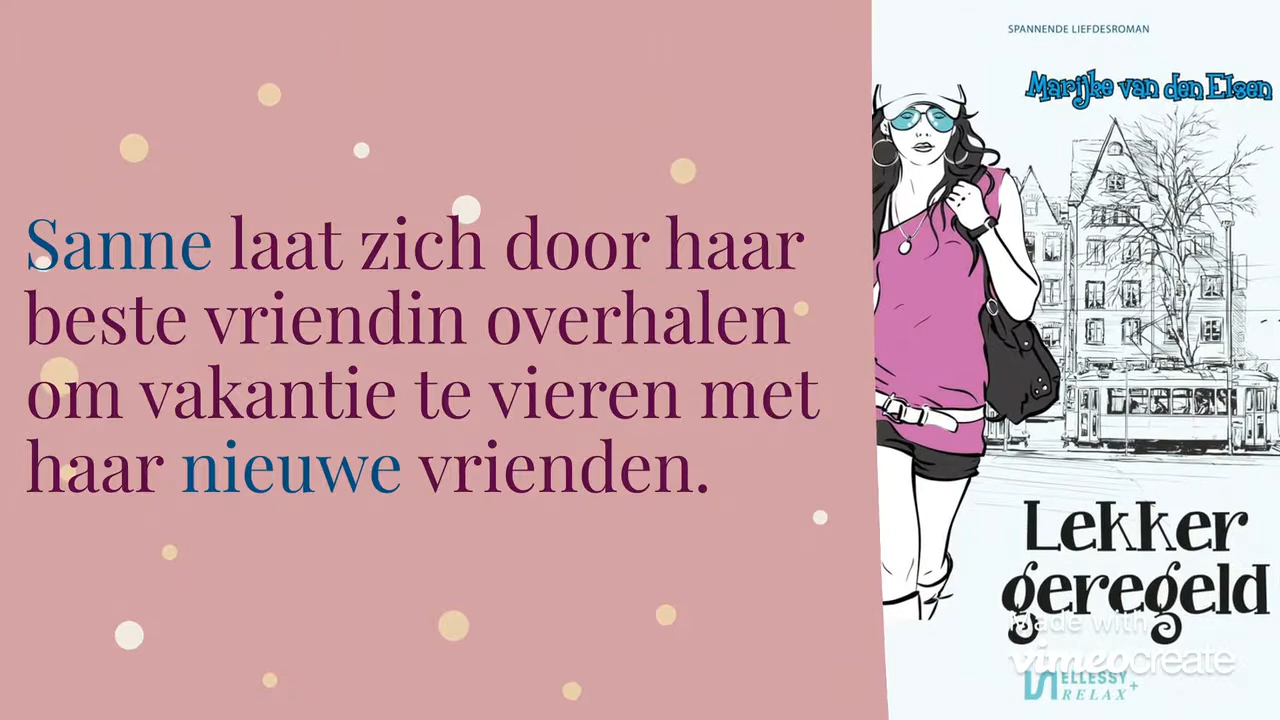 Sanne laat zich door haar
beste vriendin overhalen
om vakantie te vieren met
haar nieuwe vrienden.
SPANNENDE LIEFDESROMAN
Marijke van den Elsen
Lekker
geregeld
Made with
vimeocreate
ELLESSY
RELAX+